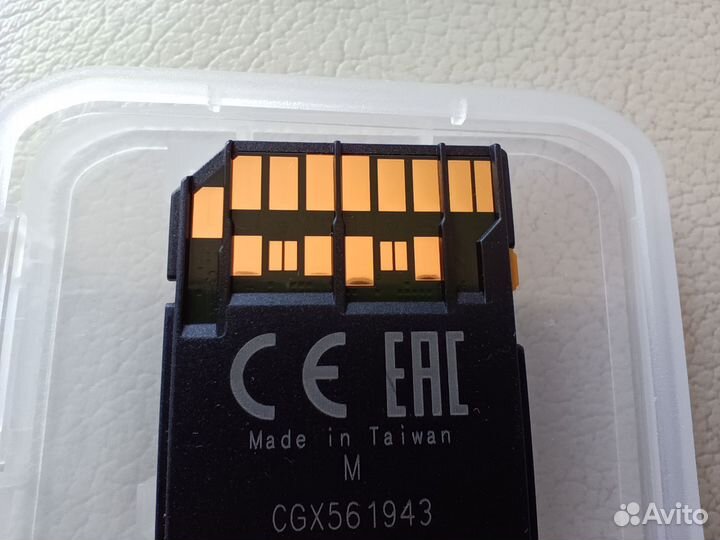 CE EAC
Made in Taiwan
M
CGX561943
Avito